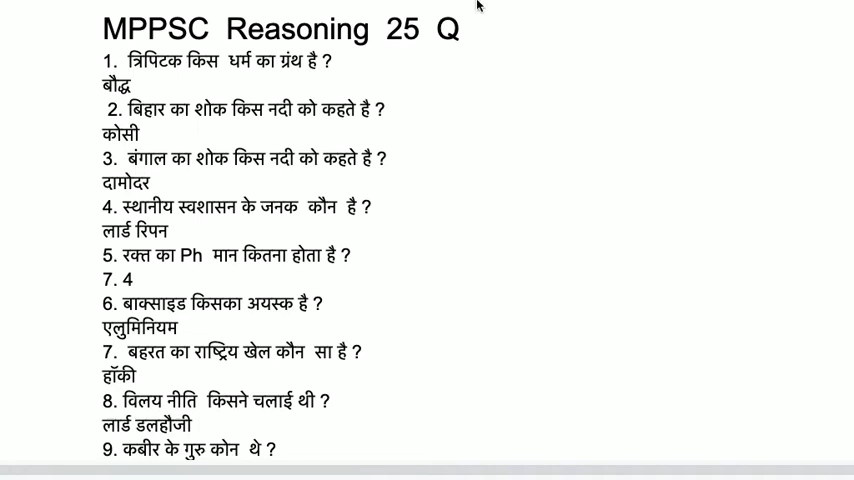 MPPSC Reasoning 25 Q
1. त्रिपिटक किस धर्म का ग्रंथ है ?
बौद्ध
2. बिहार का शोक किस नदी को कहते है ?
कोसी
3. बंगाल का शोक किस नदी को कहते है ?
दामोदर
4. स्थानीय स्वशासन के जनक कौन है ?
लार्ड रिपन
5. रक्त का Ph मान कितना होता है ?
7. 4
6. बाक्साइड किसका अयस्क है ?
एलुमिनियम
7. बहरत का राष्ट्रिय खेल कौन सा है ?
हॉकी
8. विलय नीति किसने चलाई थी ?
लार्ड डलहौजी
9. कबीर के गुरु कोन थे ?